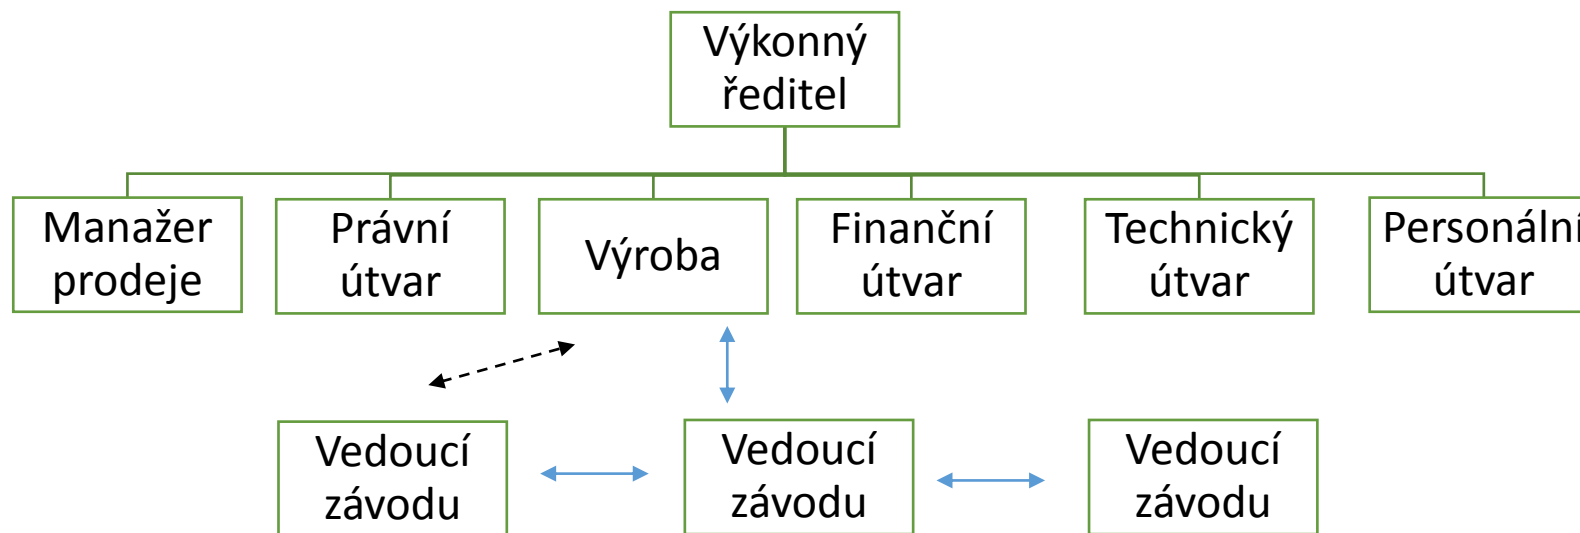 Výkonný
ředitel
Manažer
prodeje
Právní
útvar
Výroba
Finanční
útvar
Technický
útvar
Personální
útvar
Vedoucí
závodu
Vedoucí
závodu
Vedoucí
závodu